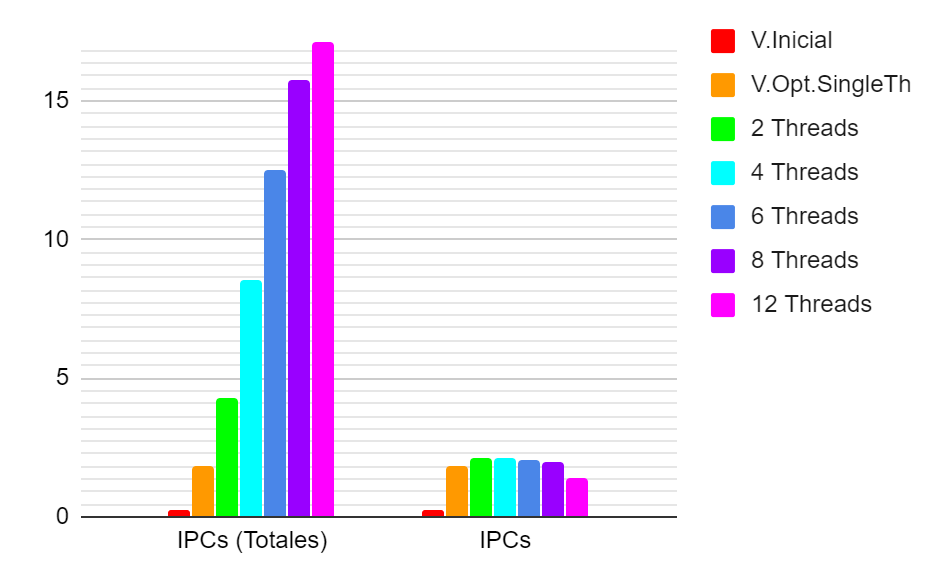 15
10
5
0
IPCs (Totales)
IPCs
V.Inicial
V.Opt.SingleTh
2 Threads
4 Threads
6 Threads
8 Threads
12 Threads